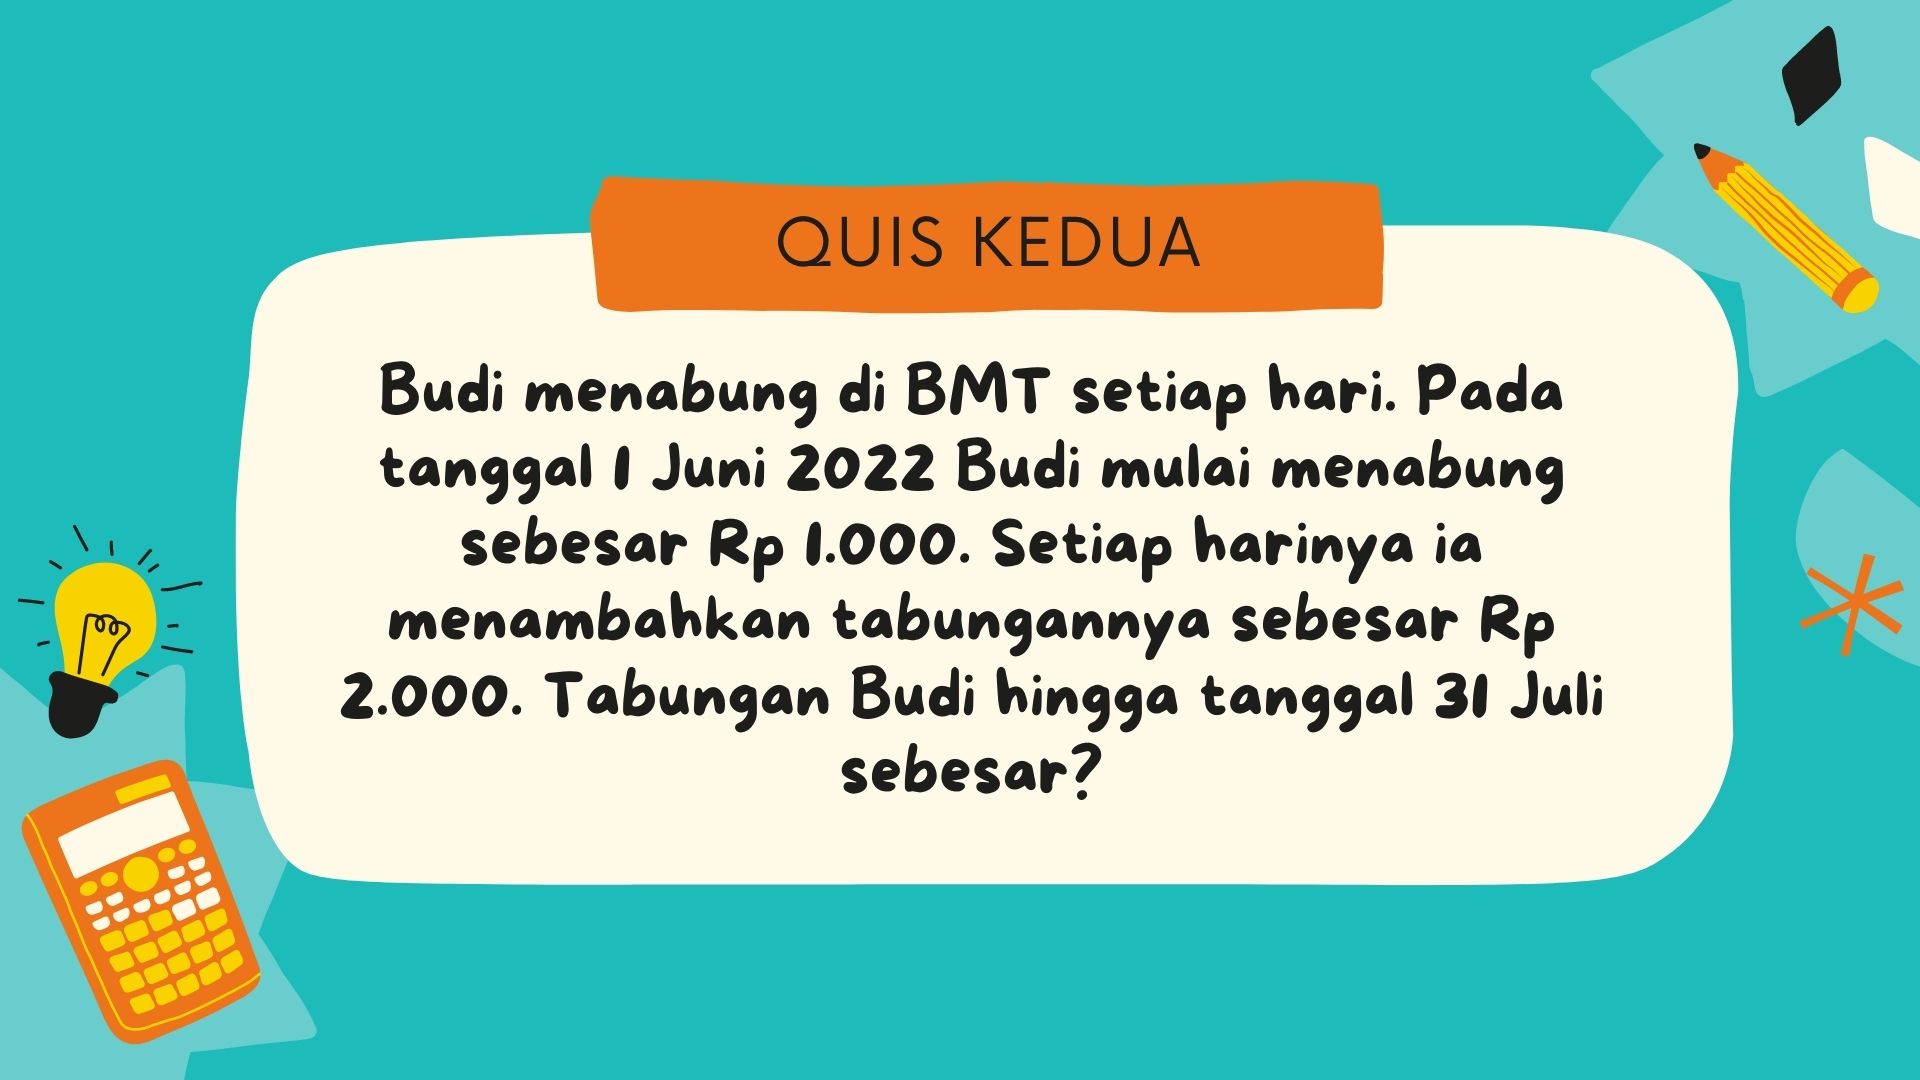 QUIS KEDUA
Budi menabung di BMT setiap hari. Pada
tanggal 1 Juni 2022 Budi mulai menabung
sebesar Rp 1.000. Setiap harinya ia
menambahkan tabungannya sebesar Rp
2.000. Tabungan Budi hingga tanggal 31 Juli
sebesar?